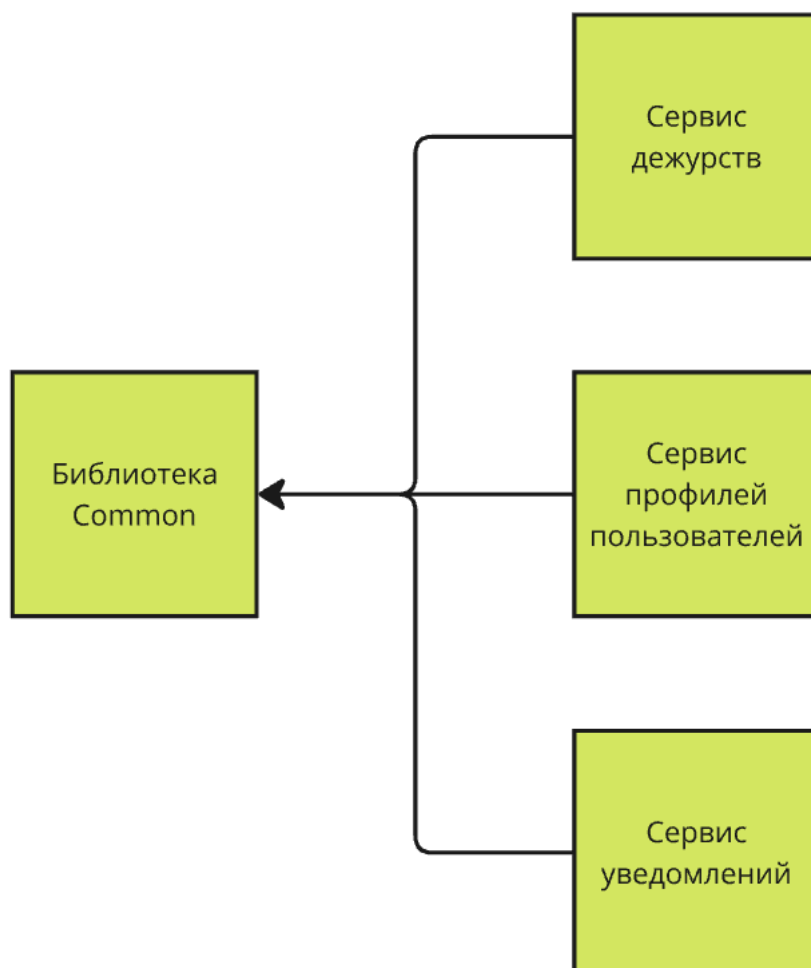 Сервис
дежурств
Библиотека
Common
Сервис
профилей
пользователей
Сервис
уведомлений